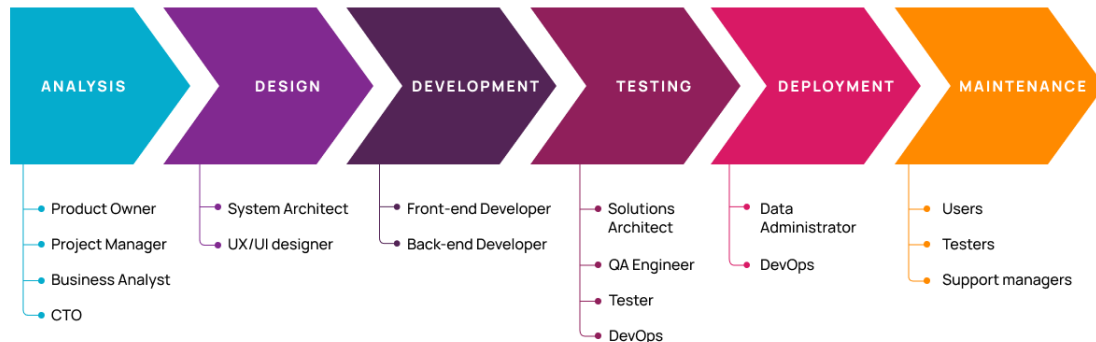 ANALYSIS
DESIGN
DEVELOPMENT
TESTING
DEPLOYMENT
MAINTENANCE
Product Owner
Project Manager
Business Analyst
CTO
System Architect
UX/UI designer
Front-end Developer
Back-end Developer
Solutions
Architect
QA Engineer
Tester
DevOps
Data
Administrator
DevOps
Users
Testers
Support managers